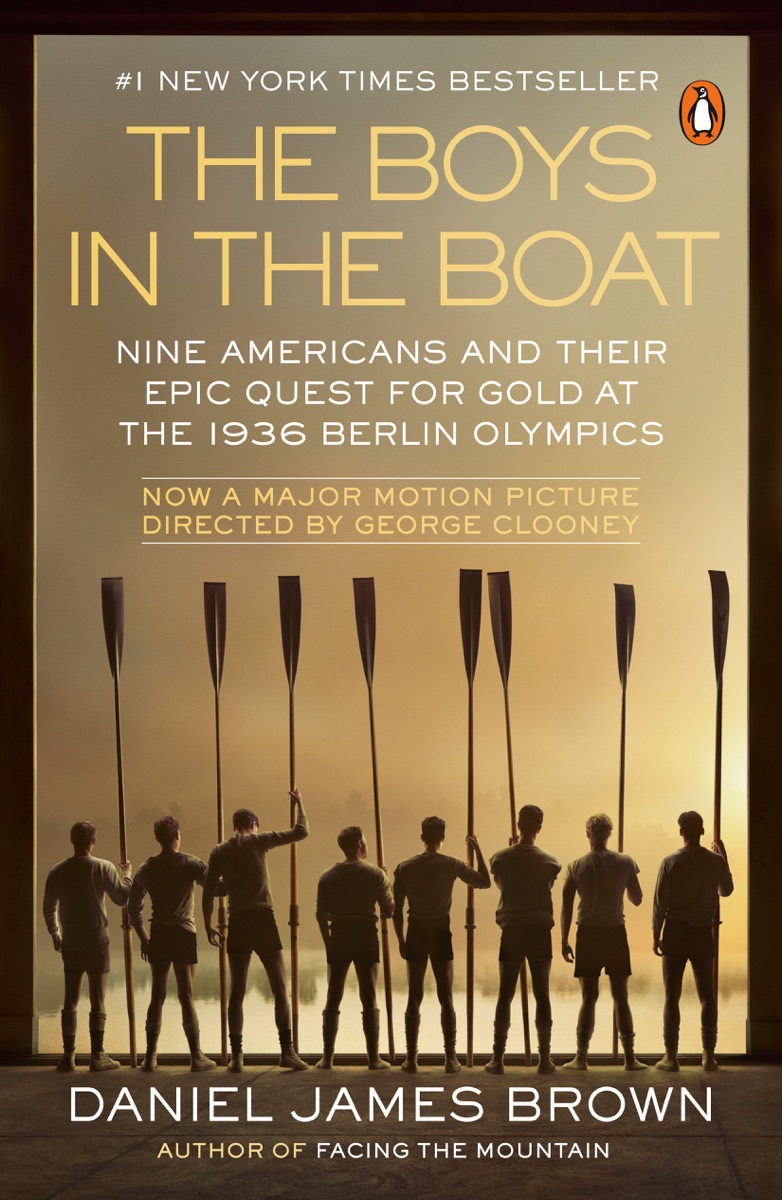 #1 NEW YORK TIMES BESTSELLER
THE BOYS
IN THE BOAT
NINE AMERICANS AND THEIR
EPIC QUEST FOR GOLD AT
THE 1936 BERLIN OLYMPICS
NOW A MAJOR MOTION PICTURE
DIRECTED BY GEORGE CLOONEY
DANIEL JAMES BROWN
AUTHOR OF FACING THE MOUNTAIN